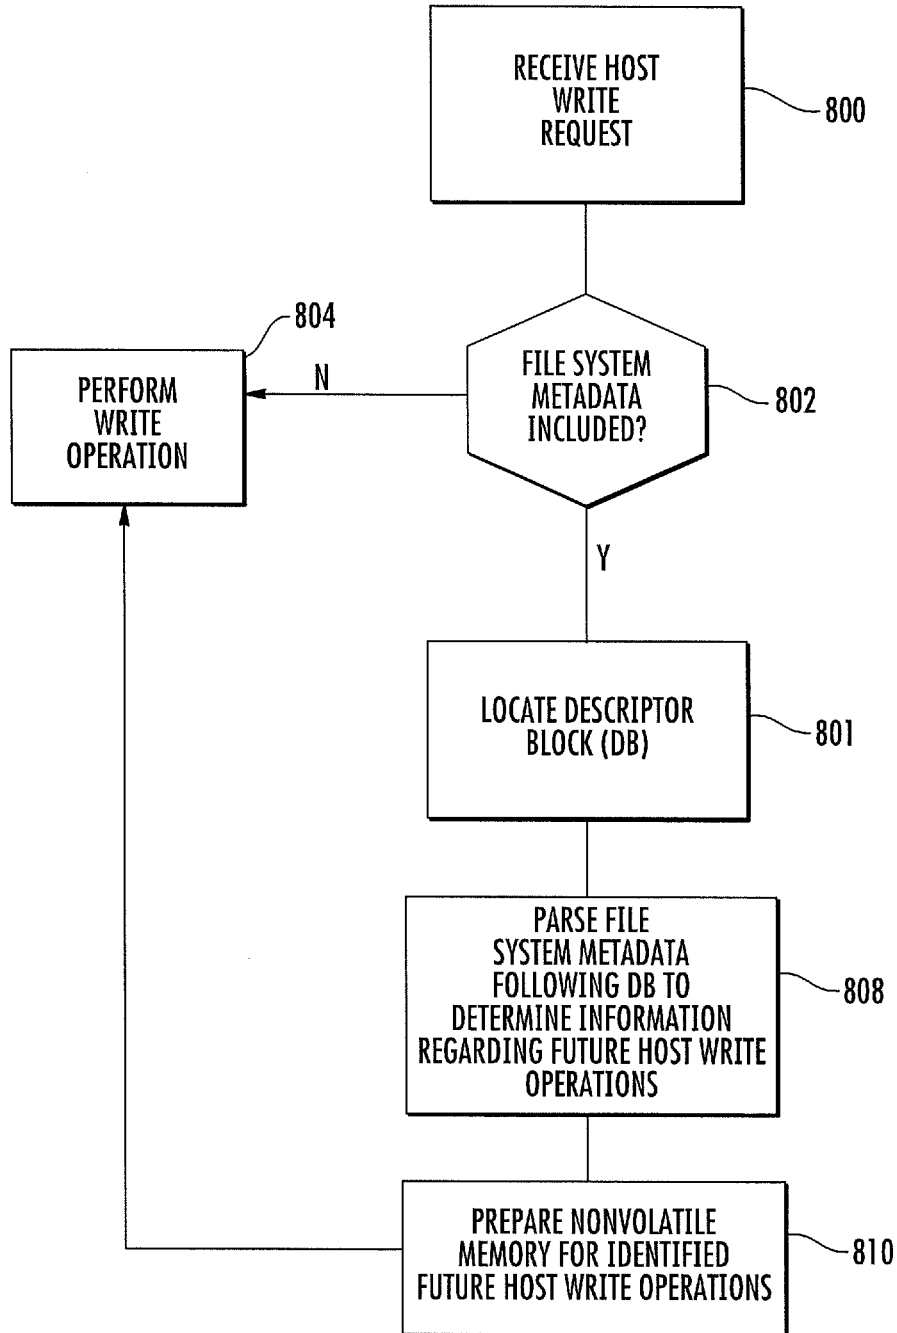 RECEIVE HOST
WRITE
REQUEST
800
804
PERFORM
WRITE
OPERATION
N
FILE SYSTEM
METADATA
INCLUDED?
802
Y
LOCATE DESCRIPTOR
BLOCK (DB)
801
PARSE FILE
SYSTEM METADATA
FOLLOWING DB TO
DETERMINE INFORMATION
REGARDING FUTURE HOST WRITE
OPERATIONS
808
PREPARE NONVOLATILE
MEMORY FOR IDENTIFIED
FUTURE HOST WRITE OPERATIONS
810